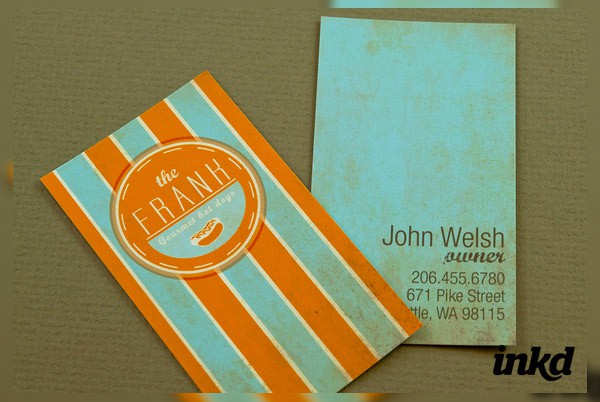 the
FRANK
Gourmet hot dogs
John Welsh
owner
206.455.6780
671 Pike Street
ttle, WA 98115
inkd